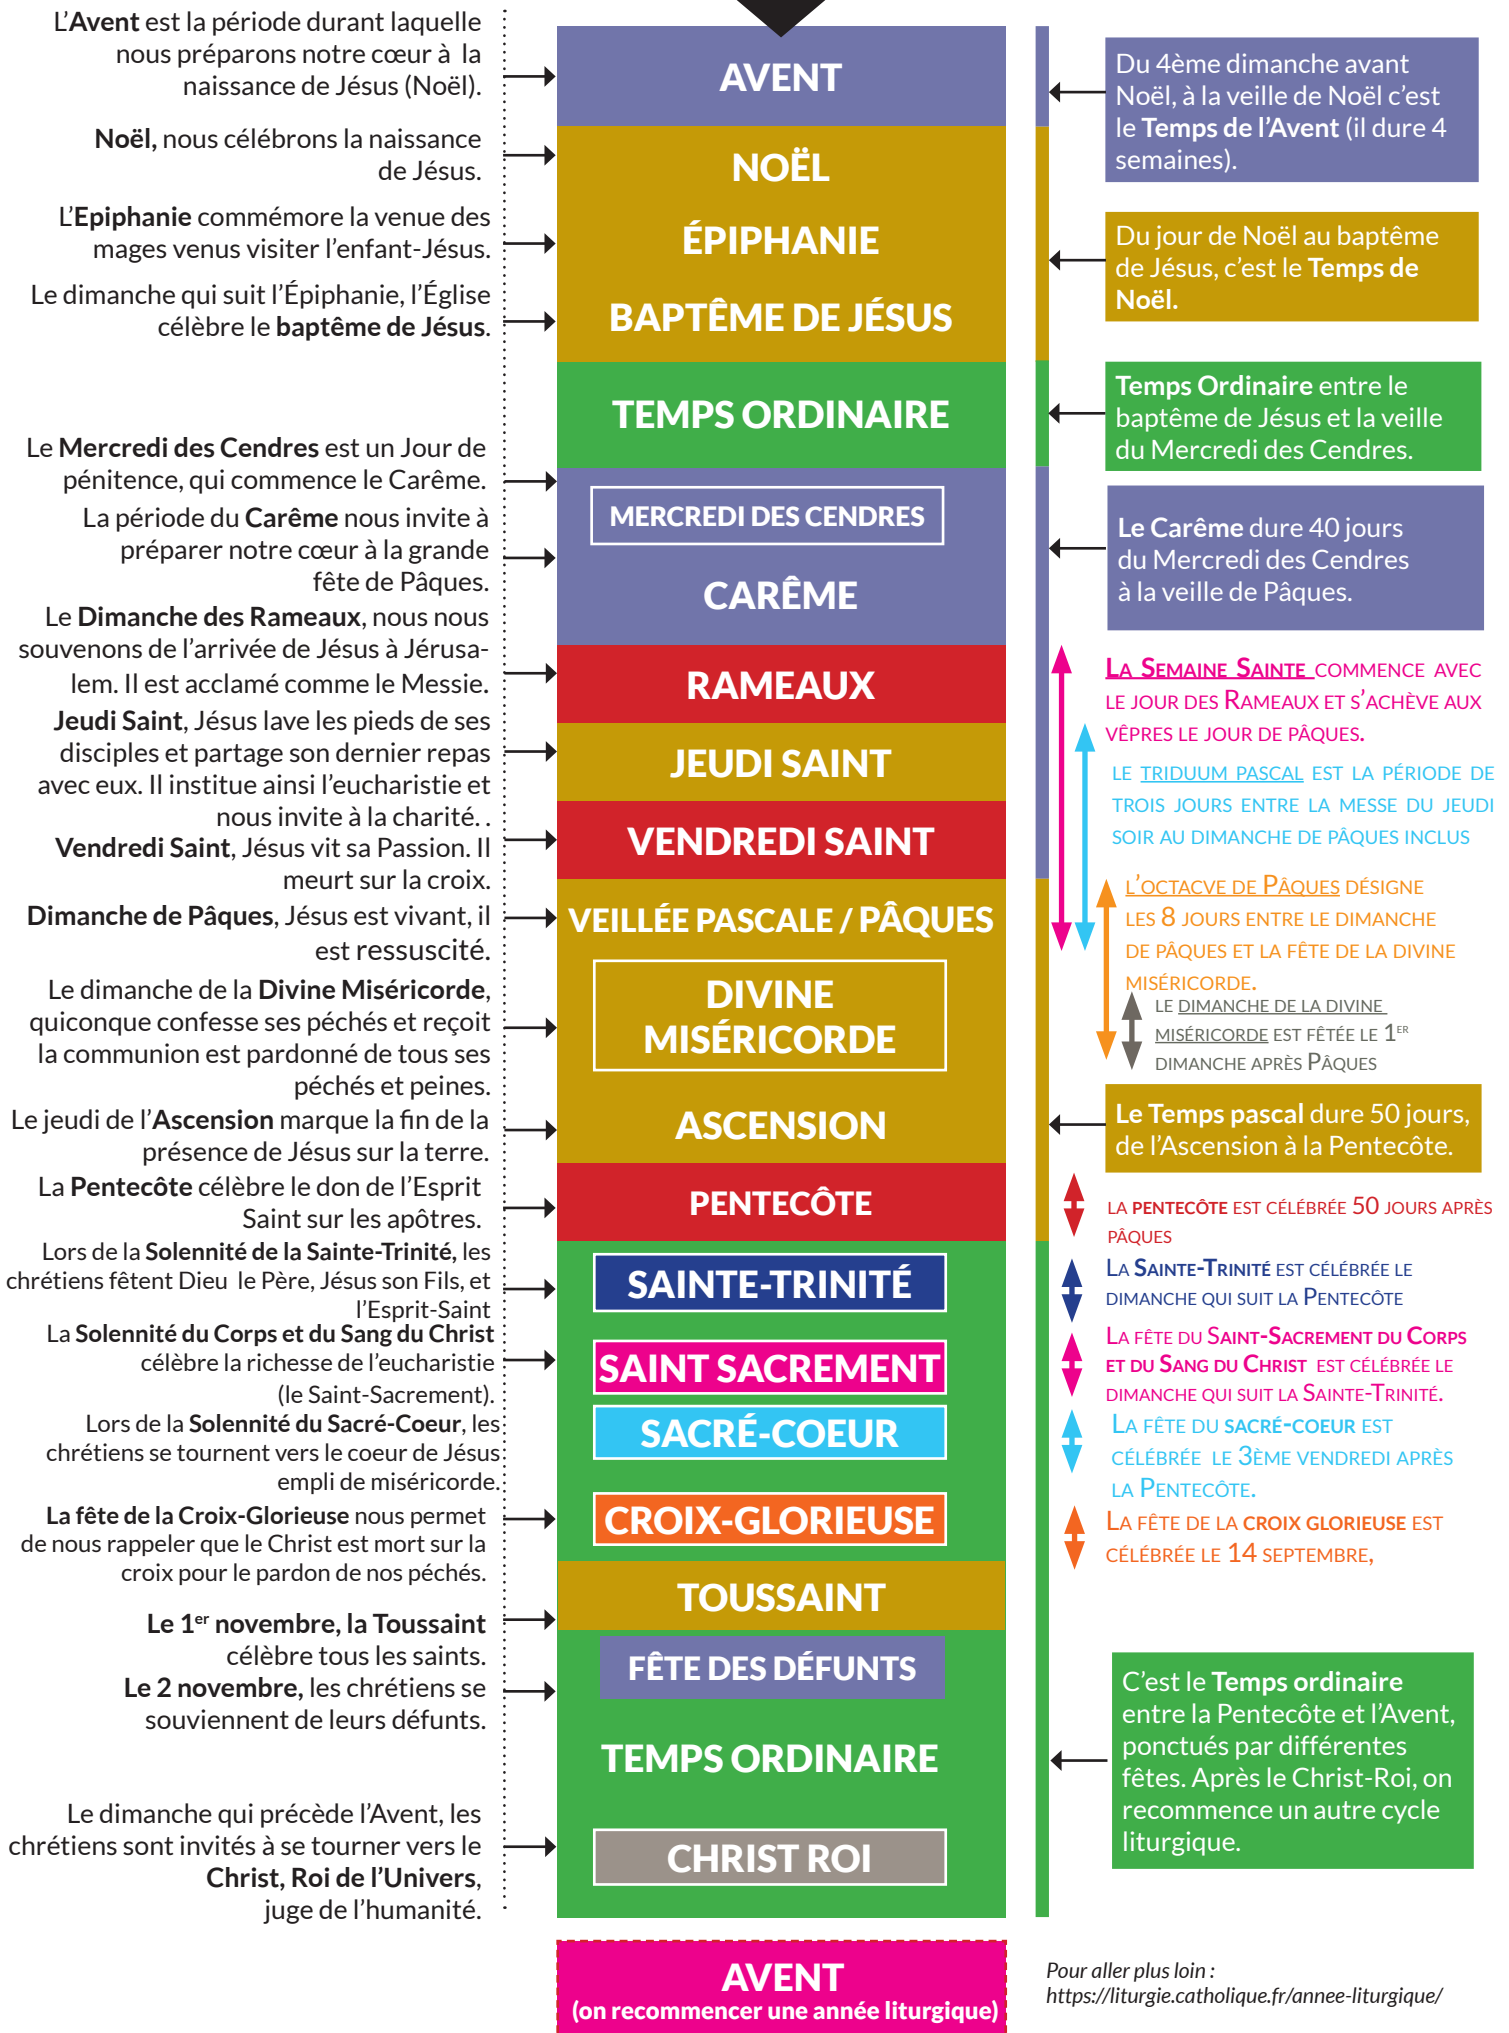 L'Avent est la période durant laquelle
nous préparons notre cœur à la
naissance de Jésus (Noël).
Noël, nous célébrons la naissance
de Jésus.
L'Epiphanie commémore la venue des
mages venus visiter l'enfant-Jésus.
Le dimanche qui suit l'Épiphanie, l'Église
célèbre le baptême de Jésus.
Le Mercredi des Cendres est un Jour de
pénitence, qui commence le Carême.
La période du Carême nous invite à
préparer notre cœur à la grande
fête de Pâques.
Le Dimanche des Rameaux, nous nous
souvenons de l'arrivée de Jésus à Jérusa-
lem. Il est acclamé comme le Messie.
Jeudi Saint, Jésus lave les pieds de ses
disciples et partage son dernier repas
avec eux. Il institue ainsi l'eucharistie et
nous invite à la charité. .
Vendredi Saint, Jésus vit sa Passion. Il
meurt sur la croix.
Dimanche de Pâques, Jésus est vivant, il
est ressuscité.
Le dimanche de la Divine Miséricorde,
quiconque confesse ses péchés et reçoit
la communion est pardonné de tous ses
péchés et peines.
Le jeudi de l'Ascension marque la fin de la
présence de Jésus sur la terre.
La Pentecôte célèbre le don de l'Esprit
Saint sur les apôtres.
Lors de la Solennité de la Sainte-Trinité, les
chrétiens fêtent Dieu le Père, Jésus son Fils, et
l'Esprit-Saint
La Solennité du Corps et du Sang du Christ
célèbre la richesse de l'eucharistie
(le Saint-Sacrement).
Lors de la Solennité du Sacré-Coeur, les
chrétiens se tournent vers le coeur de Jésus
empli de miséricorde.
La fête de la Croix-Glorieuse nous permet
de nous rappeler que le Christ est mort sur la
croix pour le pardon de nos péchés.
Le 1er novembre, la Toussaint
célèbre tous les saints.
Le 2 novembre, les chrétiens se
souviennent de leurs défunts.
Le dimanche qui précède l'Avent, les
chrétiens sont invités à se tourner vers le
Christ, Roi de l'Univers,
juge de l'humanité.
AVENT
NOËL
ÉPIPHANIE
BAPTÊME DE JÉSUS
TEMPS ORDINAIRE
MERCREDI DES CENDRES
CARÊME
RAMEAUX
JEUDI SAINT
VENDREDI SAINT
VEILLÉE PASCALE / PÂQUES
DIVINE
MISÉRICORDE
ASCENSION
PENTECÔTE
SAINTE-TRINITÉ
SAINT SACREMENT
SACRÉ-COEUR
CROIX-GLORIEUSE
TOUSSAINT
FÊTE DES DÉFUNTS
TEMPS ORDINAIRE
CHRIST ROI
AVENT
(on recommencer une année liturgique)
Du 4ème dimanche avant
Noël, à la veille de Noël c'est
le Temps de l'Avent (il dure 4
semaines).
Du jour de Noël au baptême
de Jésus, c'est le Temps de
Noël.
Temps Ordinaire entre le
baptême de Jésus et la veille
du Mercredi des Cendres.
Le Carême dure 40 jours
du Mercredi des Cendres
à la veille de Pâques.
La Semaine Sainte commence avec
le jour des Rameaux et s'achève aux
vêpres le jour de pâques.
le triduum pascal est la période de
trois jours entre la messe du jeudi
soir au dimanche de pâques inclus
l'octacve de Pâques désigne
les 8 jours entre le dimanche
de pâques et la fête de la divine
miséricorde.
le dimanche de la divine
miséricorde est fêtée le 1er
dimanche après Pâques
Le Temps pascal dure 50 jours,
de l'Ascension à la Pentecôte.
la pentecôte est célébrée 50 jours après
pâques
La Sainte-Trinité est célébrée le
dimanche qui suit la Pentecôte
La fête du Saint-Sacrement du Corps
et du Sang du Christ est célébrée le
dimanche qui suit la Sainte-Trinité.
La fête du sacré-coeur est
célébrée le 3ème vendredi après
la Pentecôte.
La fête de la croix glorieuse est
célébrée le 14 septembre,
C'est le Temps ordinaire
entre la Pentecôte et l'Avent,
ponctués par différentes
fêtes. Après le Christ-Roi, on
recommence un autre cycle
liturgique.
Pour aller plus loin :
https://liturgie.catholique.fr/annee-liturgique/